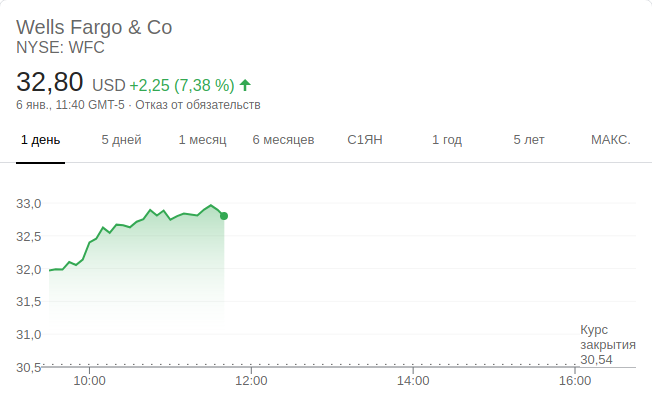 Wells Fargo & Co
NYSE: WFC
32,80 USD +2,25 (7,38 %)
6 янв., 11:40 GMT-5 · Отказ от обязательств
1 день 5 дней 1 месяц 6 месяцев С1ЯН 1 год 5 лет МАКС.
33,0
32,5
32,0
31,5
31,0
Курс
закрытия
30,54
30,5
10:00 12:00 14:00 16:00